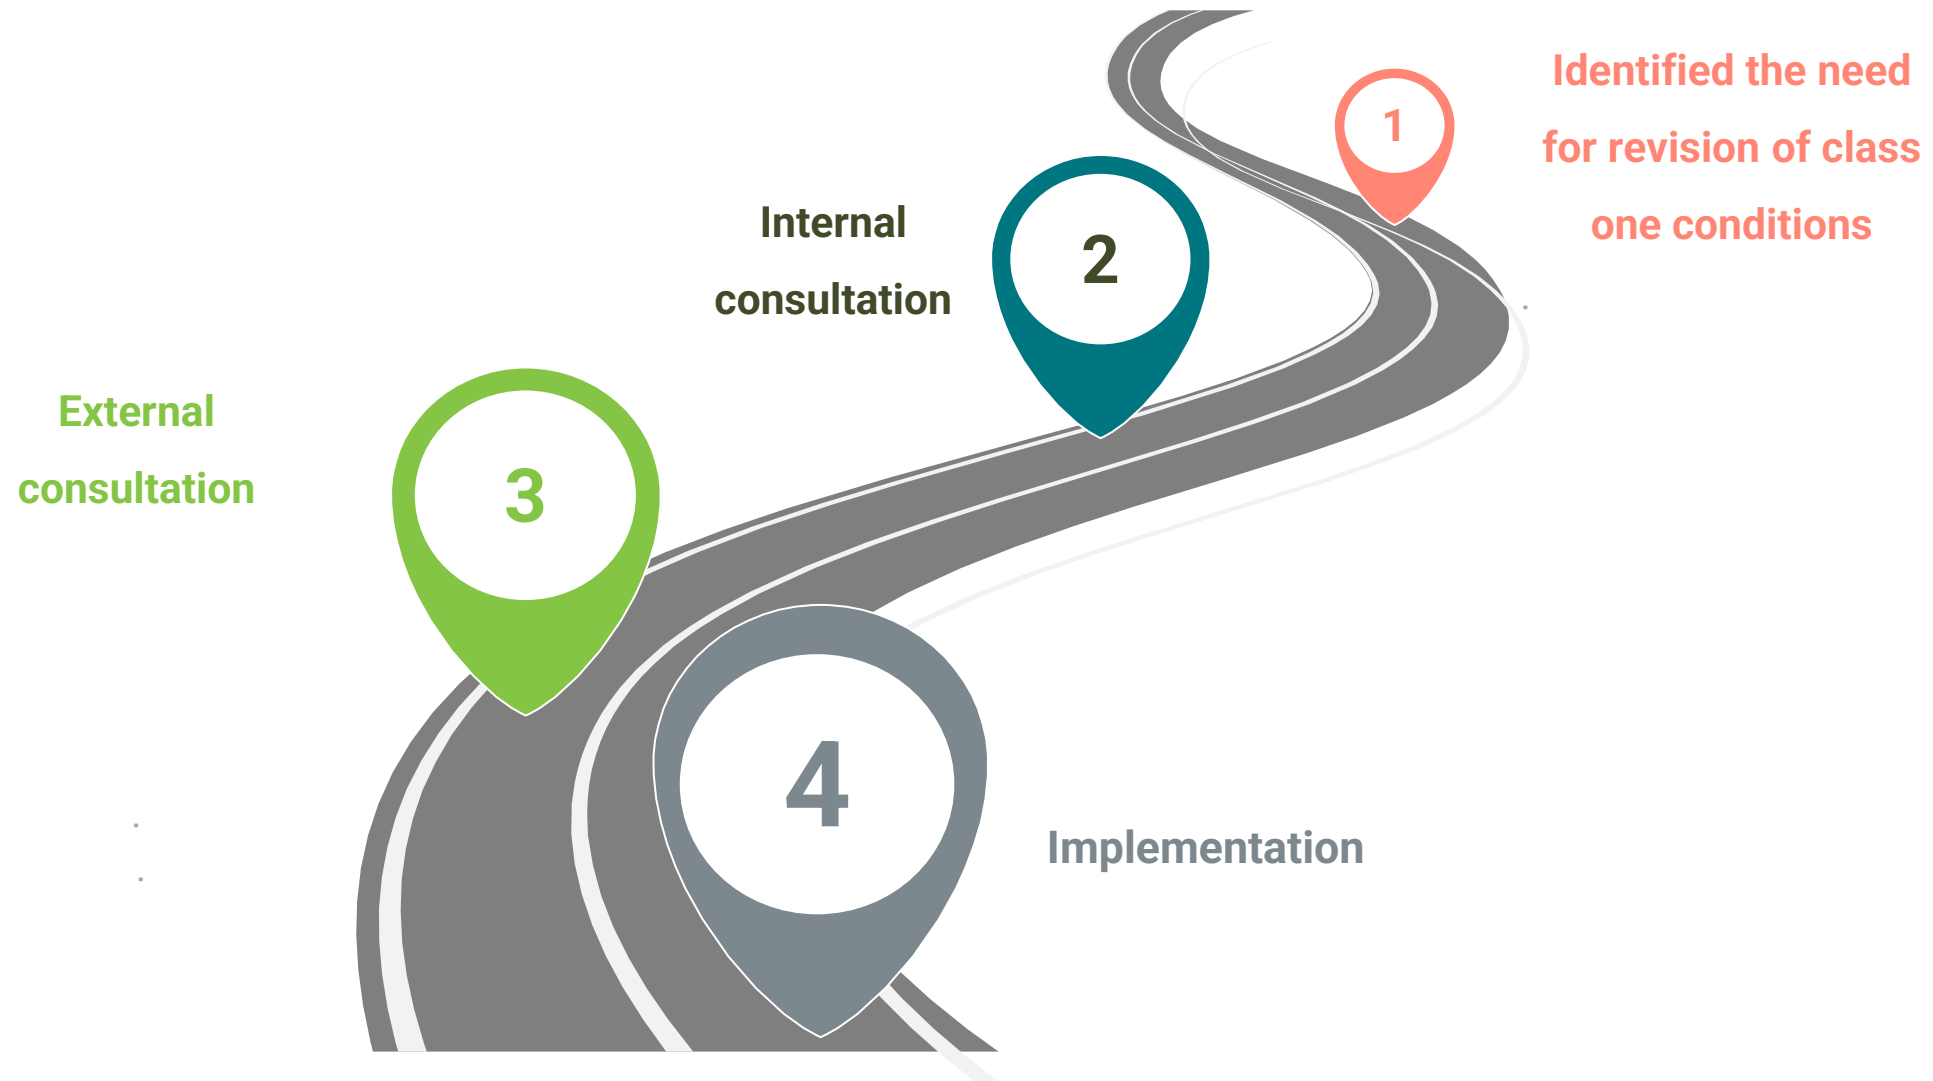 1
Identified the need
for revision of class
one conditions
2
Internal
consultation
3
External
consultation
4
Implementation